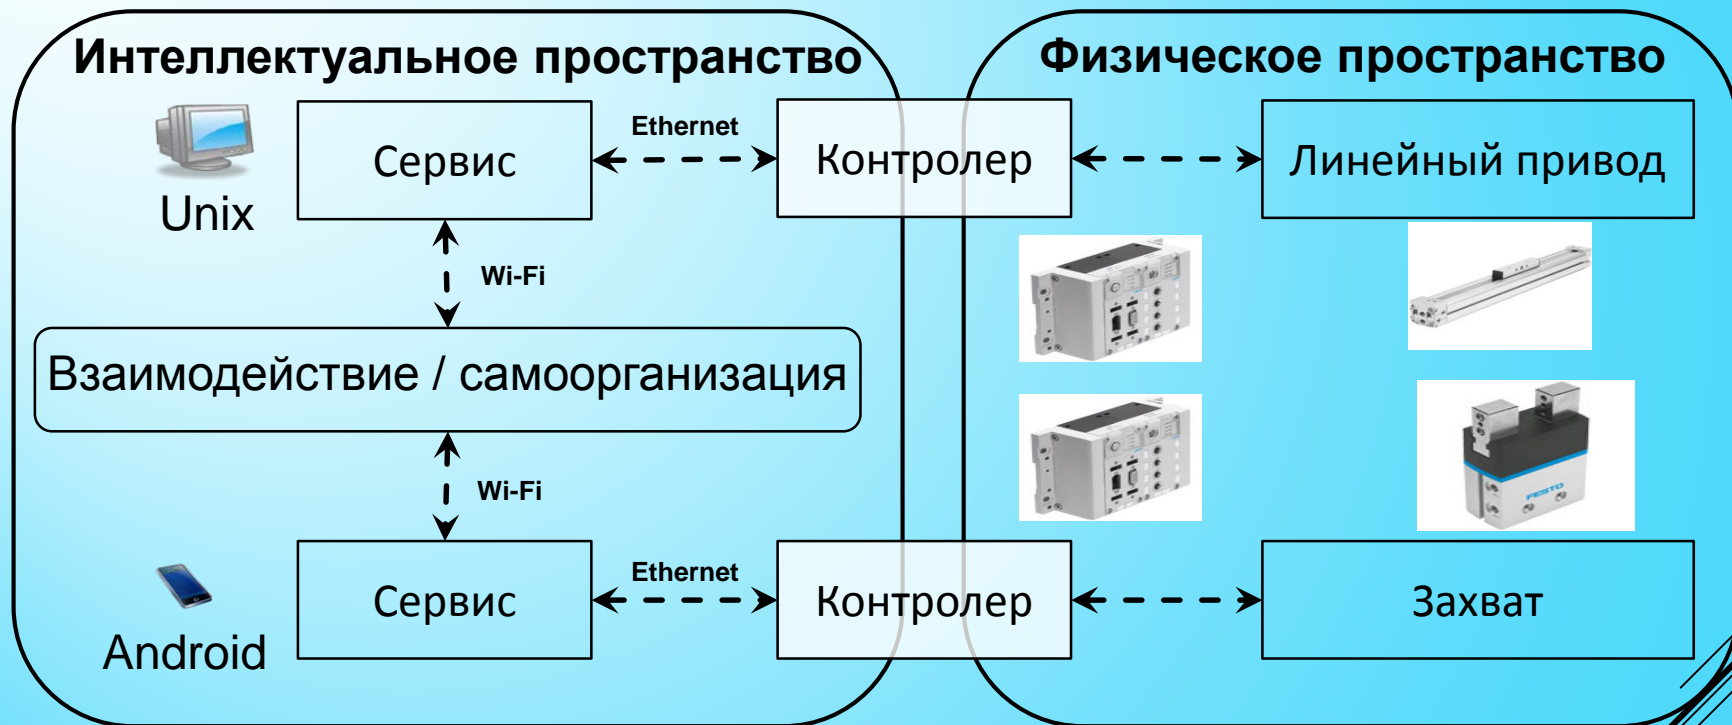 Интеллектуальное пространство
Физическое пространство
Unix
Сервис
Ethernet
Контролер
Линейный привод
Wi-Fi
Взаимодействие / самоорганизация
Wi-Fi
FESTO
Android
Сервис
Ethernet
Контролер
Захват